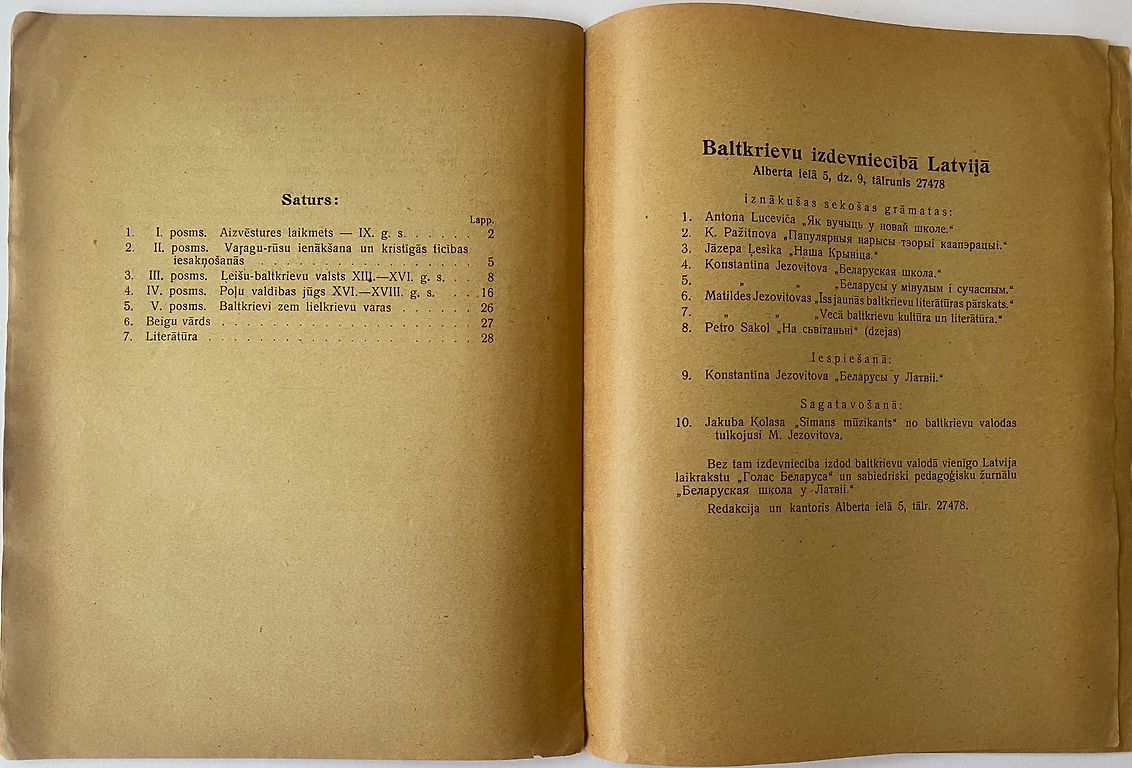 Saturs:
Lapp.
1. I. posms. Aizvēstures laikmets — IX. g. s. . . . . . . 2
2. II. posms. Vaŗagu-rūsu ienākšana un kristīgās ticības
iesakņošanās . . . . . . . . . . . . . . . 5
3. III. posms. Ļeišu-baltkrievu valsts XIII.—XVI. g. s. . . . 8
4. IV. posms. Poļu valdības jūgs XVI.—XVIII. g. s. . . . 16
5. V. posms. Baltkrievi zem lielkrievu varas . . . . . . . 26
6. Beigu vārds . . . . . . . . . . . . . . . . . . 27
7. Literātūra . . . . . . . . . . . . . . . . . . . 28
Baltkrievu izdevniecībā Latvijā
Alberta ielā 5, dz. 9, tālrunis 27478
iznākušas sekošas grāmatas:
1. Antona Luceviča „Як вучыць у новай школе.“
2. K. Pažitnova „Папулярныя нарысы тэорыі каапэрацыі.“
3. Jāzepa Ļesika „Наша Крыніца.“
4. Konstantīna Jezovitova „Беларуская школа.“
5. „ „ „Беларусы ў мінулым і сучасным.“
6. Matildes Jezovitovas „Īss jaunās baltkrievu literātūras pārskats.“
7. „ „ „Vecā baltkrievu kultūra un literātūra.“
8. Petro Sakol „На сьвітаньні“ (dzejas)
Iespiešanā:
9. Konstantīna Jezovitova „Беларусы ў Латвіі.“
Sagatavošanā:
10. Jakuba Kolasa „Sīmans mūzikants“ no baltkrievu valodas
tulkojusi M. Jezovitova.
Bez tam izdevniecība izdod baltkrievu valodā vienīgo Latvija
laikrakstu „Голас Беларуса“ un sabiedriski pedagoģisku žurnālu
„Беларуская школа ў Латвіі.“
Redakcija un kantoris Alberta ielā 5, tālr. 27478.